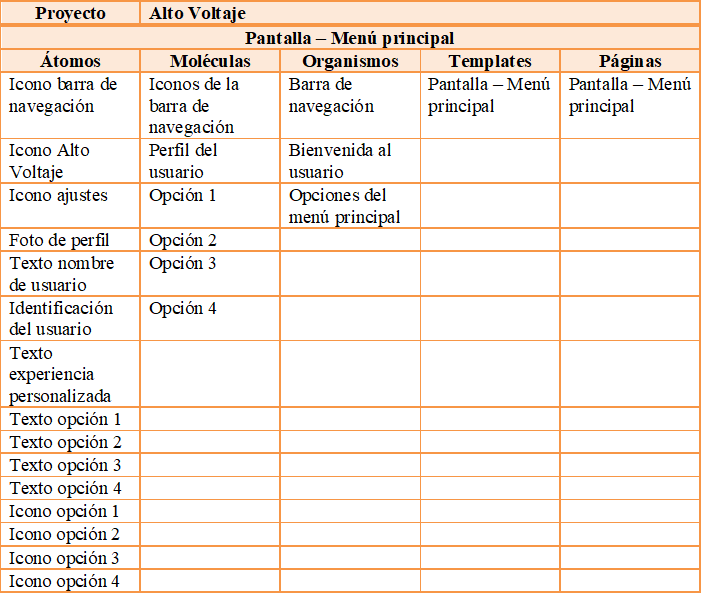 Proyecto Alto Voltaje
Pantalla – Menú principal
Átomos Moléculas Organismos Templates Páginas
Icono barra de Iconos de la Barra de Pantalla – Menú Pantalla – Menú
navegación barra de navegación principal principal
navegación
Icono Alto Perfil del Bienvenida al
Voltaje usuario usuario
Icono ajustes Opción 1 Opciones del
menú principal
Foto de perfil Opción 2
Texto nombre Opción 3
de usuario
Identificación Opción 4
del usuario
Texto
experiencia
personalizada
Texto opción 1
Texto opción 2
Texto opción 3
Texto opción 4
Icono opción 1
Icono opción 2
Icono opción 3
Icono opción 4